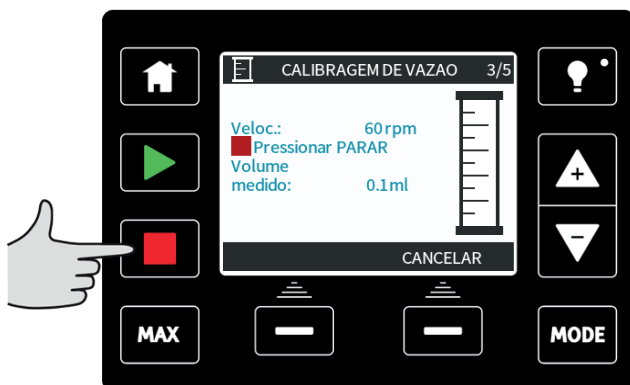 CALIBRAGEM DE VAZAO 3/5
Veloc.: 60 rpm
Pressionar PARAR
Volume
medido: 0.1 ml
CANCELAR
MAX
MODE